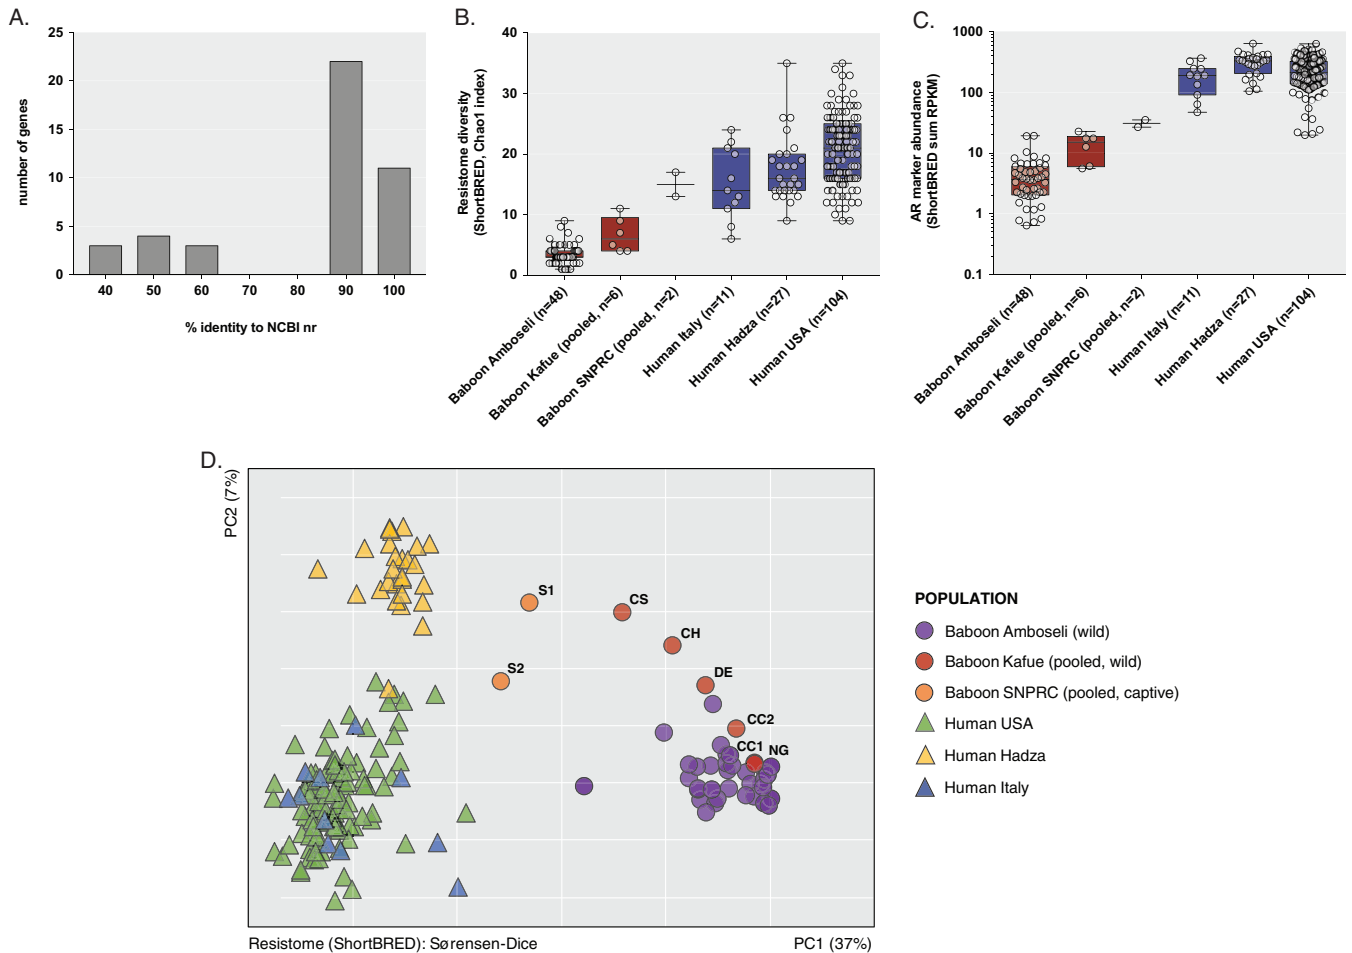 A.
25
20
15
10
5
0
number of genes
40 50 60 70 80 90 100
% identity to NCBI nr
B.
40
30
20
10
0
Resistome diversity
(ShortBRED, Chao1 index)
Baboon Amboseli (n=48)
Baboon Kafue (pooled, n=6)
Baboon SNPRC (pooled, n=2)
Human Italy (n=11)
Human Hadza (n=27)
Human USA (n=104)
C.
1000
100
10
1
0.1
AR marker abundance
(ShortBRED sum RPKM)
Baboon Amboseli (n=48)
Baboon Kafue (pooled, n=6)
Baboon SNPRC (pooled, n=2)
Human Italy (n=11)
Human Hadza (n=27)
Human USA (n=104)
D.
PC2 (7%)
S1
CS
CH
S2
DE
CC2
CC1 NG
Resistome (ShortBRED): Sørensen-Dice
PC1 (37%)
POPULATION
Baboon Amboseli (wild)
Baboon Kafue (pooled, wild)
Baboon SNPRC (pooled, captive)
Human USA
Human Hadza
Human Italy